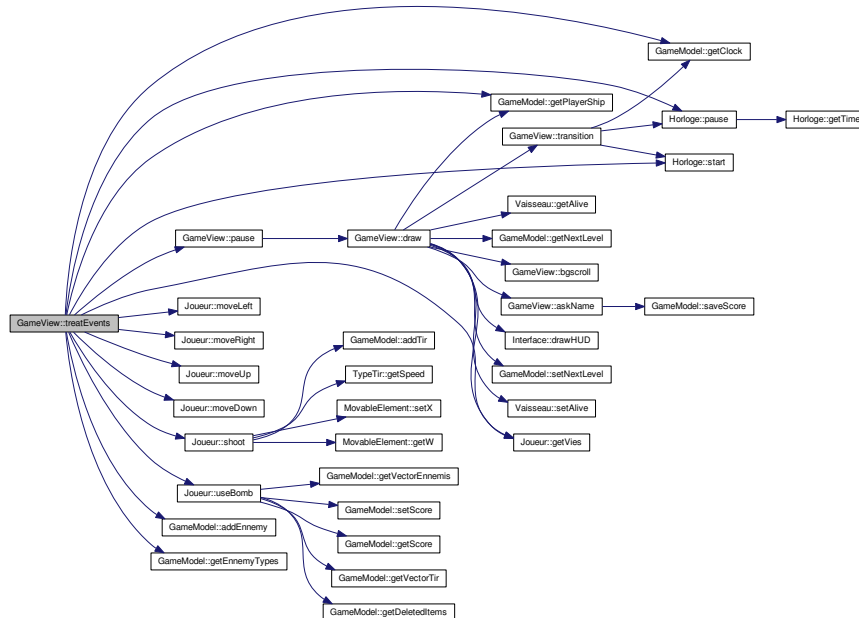 GameModel::getClock
GameModel::getPlayerShip
Horloge::pause
Horloge::getTime
GameView::transition
Horloge::start
Vaisseau::getAlive
GameView::pause
GameView::draw
GameModel::getNextLevel
GameView::bgscroll
GameView::askName
GameModel::saveScore
Joueur::moveLeft
GameView::treatEvents
Joueur::moveRight
GameModel::addTir
Interface::drawHUD
Joueur::moveUp
TypeTir::getSpeed
GameModel::setNextLevel
Joueur::moveDown
MovableElement::setX
Vaisseau::setAlive
Joueur::shoot
MovableElement::getW
Joueur::getVies
GameModel::getVectorEnnemis
Joueur::useBomb
GameModel::setScore
GameModel::addEnnemy
GameModel::getScore
GameModel::getEnnemyTypes
GameModel::getVectorTir
GameModel::getDeletedItems